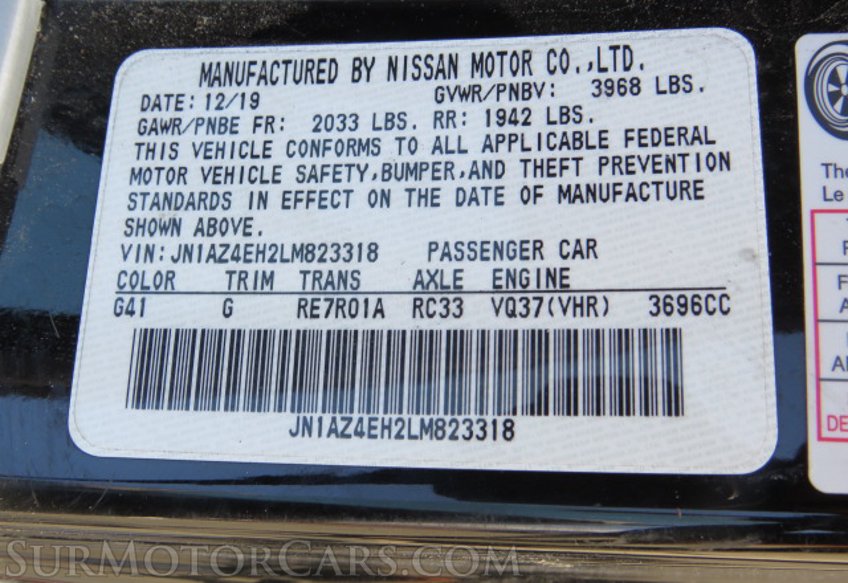 MANUFACTURED BY NISSAN MOTOR CO.,LTD.
DATE: 12/19 GVWR/PNBV: 3968 LBS.
GAWR/PNBE FR: 2033 LBS. RR: 1942 LBS.
THIS VEHICLE CONFORMS TO ALL APPLICABLE FEDERAL
MOTOR VEHICLE SAFETY,BUMPER,AND THEFT PREVENTION
STANDARDS IN EFFECT ON THE DATE OF MANUFACTURE
SHOWN ABOVE.
VIN: JN1AZ4EH2LM823318 PASSENGER CAR
COLOR TRIM TRANS AXLE ENGINE
G41 G RE7R01A RC33 VQ37(VHR) 3696CC
JN1AZ4EH2LM823318
The
Le
DE
SURMOTORCARS.COM